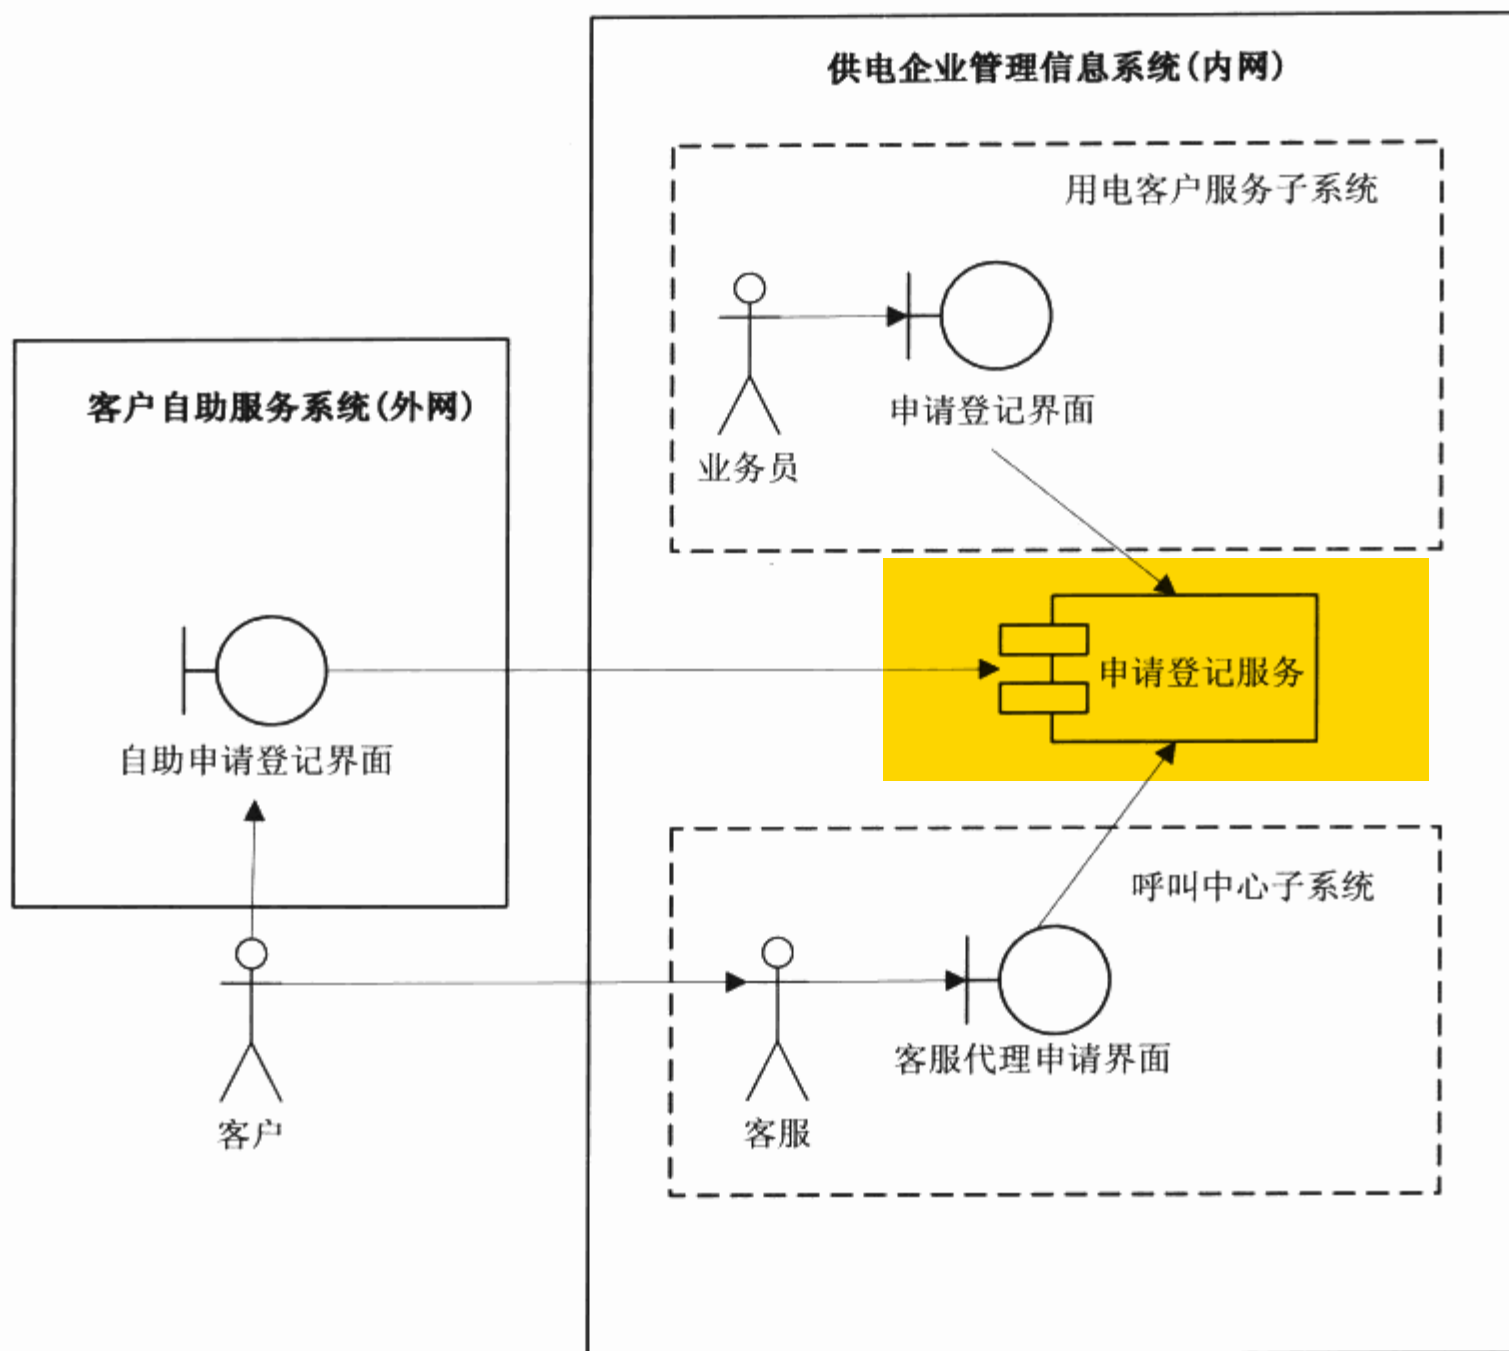 供电企业管理信息系统(内网)
用电客户服务子系统
申请登记界面
业务员
客户自助服务系统(外网)
申请登记服务
自助申请登记界面
呼叫中心子系统
客服代理申请界面
客户
客服